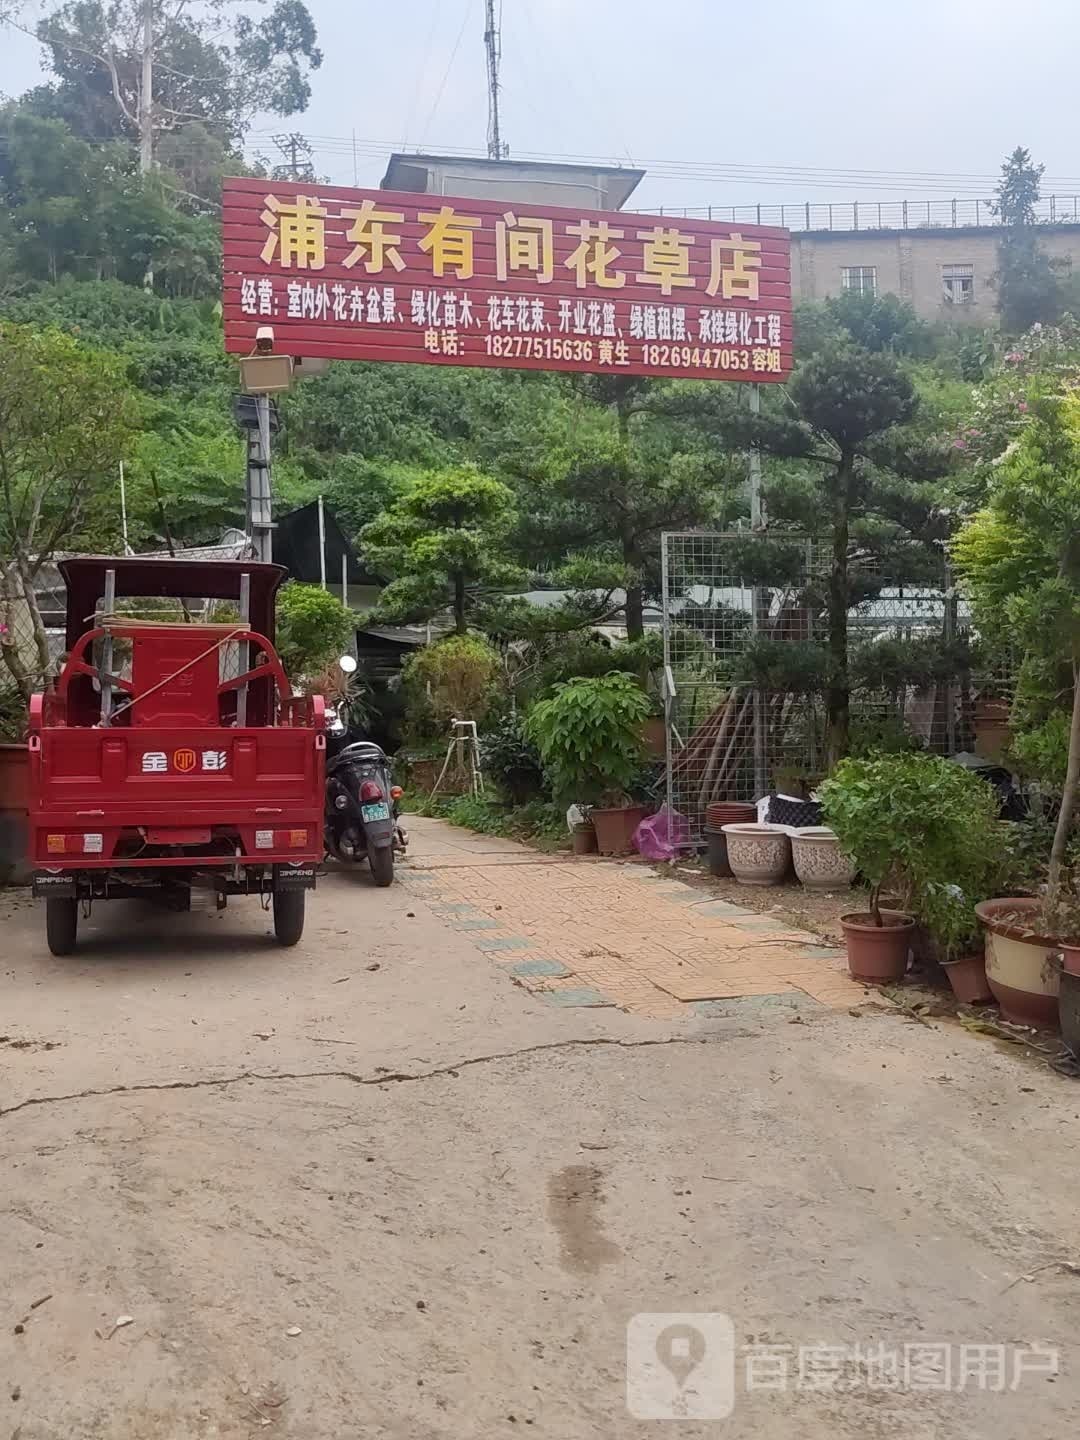 浦东有间花草店
经营：室内外花卉盆景、绿化苗木、花车花束、开业花篮、绿植租摆、承接绿化工程
电话： 18277515636 黄生 18269447053 容姐
金彭
JINPENG JINPENG
百度地图用户